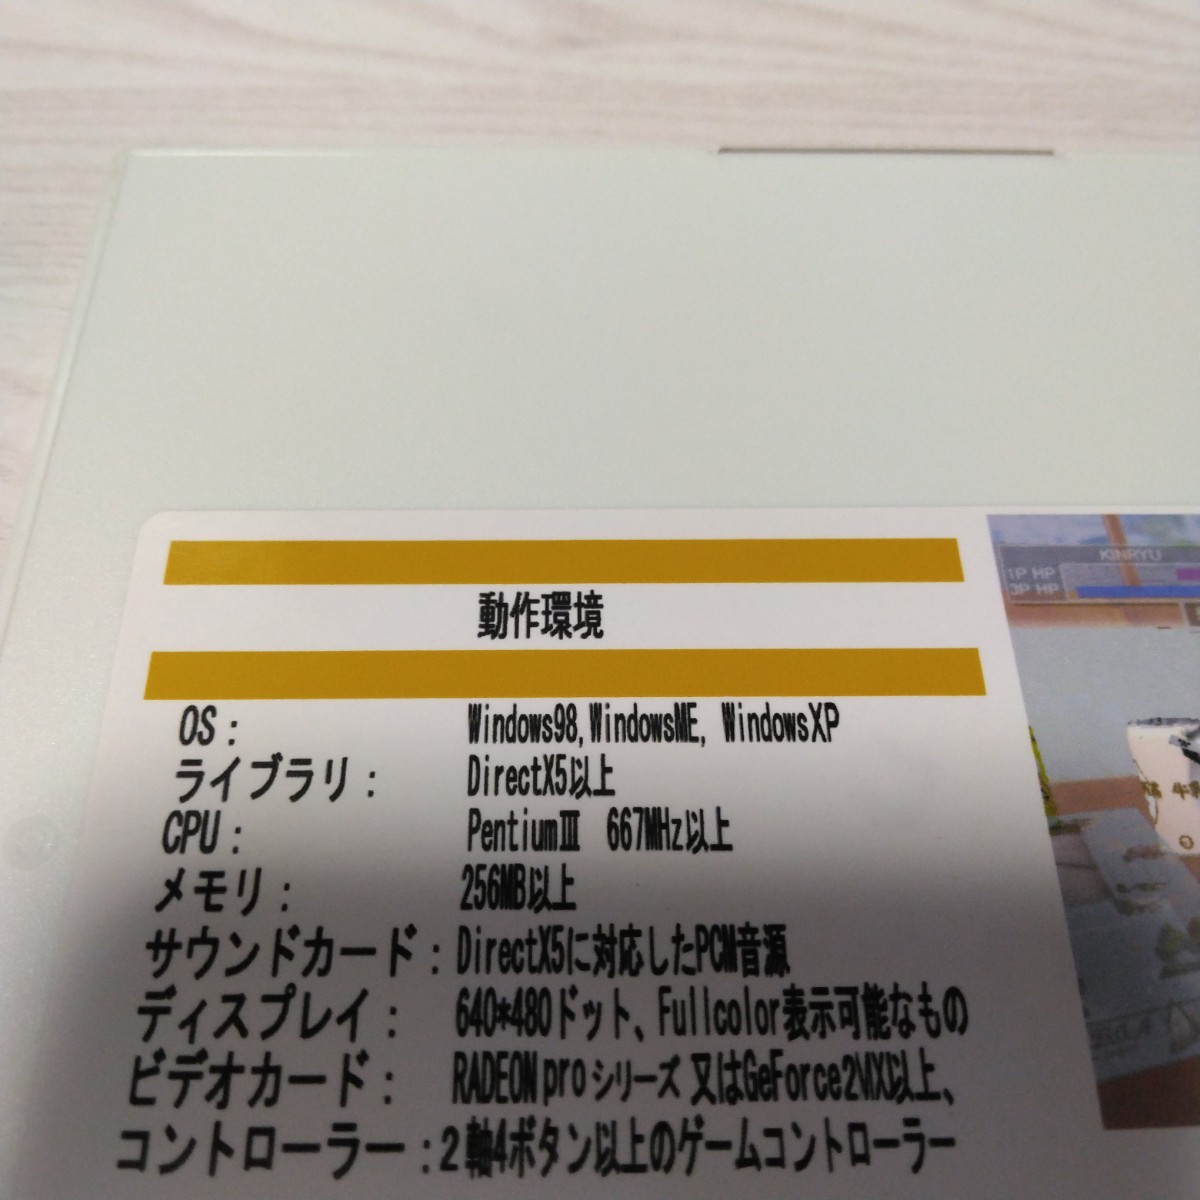 動作環境
OS： Windows98,WindowsME, WindowsXP
ライブラリ： DirectX5以上
CPU： PentiumⅢ 667MHz以上
メモリ： 256MB以上
サウンドカード：DirectX5に対応したPCM音源
ディスプレイ： 640*480ドット、Fullcolor表示可能なもの
ビデオカード： RADEON proシリーズ 又はGeForce2MX以上、
コントローラー：2軸4ボタン以上のゲームコントローラー
KINRYU
1P HP
3P HP